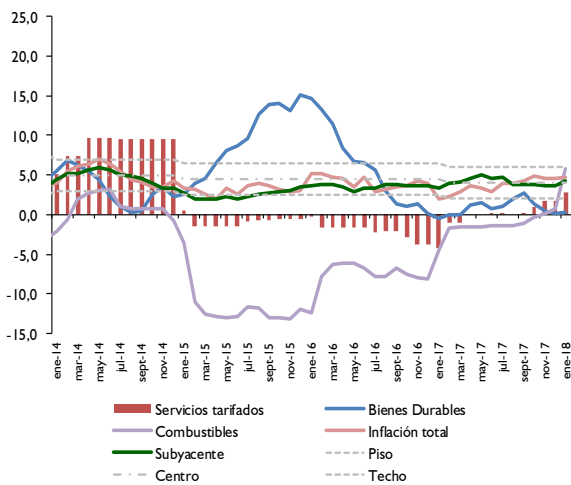 25,0
20,0
15,0
10,0
5,0
0,0
-5,0
-10,0
-15,0
ene-14
mar-14
may-14
jul-14
sept-14
nov-14
ene-15
mar-15
may-15
jul-15
sept-15
nov-15
ene-16
mar-16
may-16
jul-16
sept-16
nov-16
ene-17
mar-17
may-17
jul-17
sept-17
nov-17
ene-18
Servicios tarifados Bienes Durables
Combustibles Inflación total
Subyacente Piso
Centro Techo